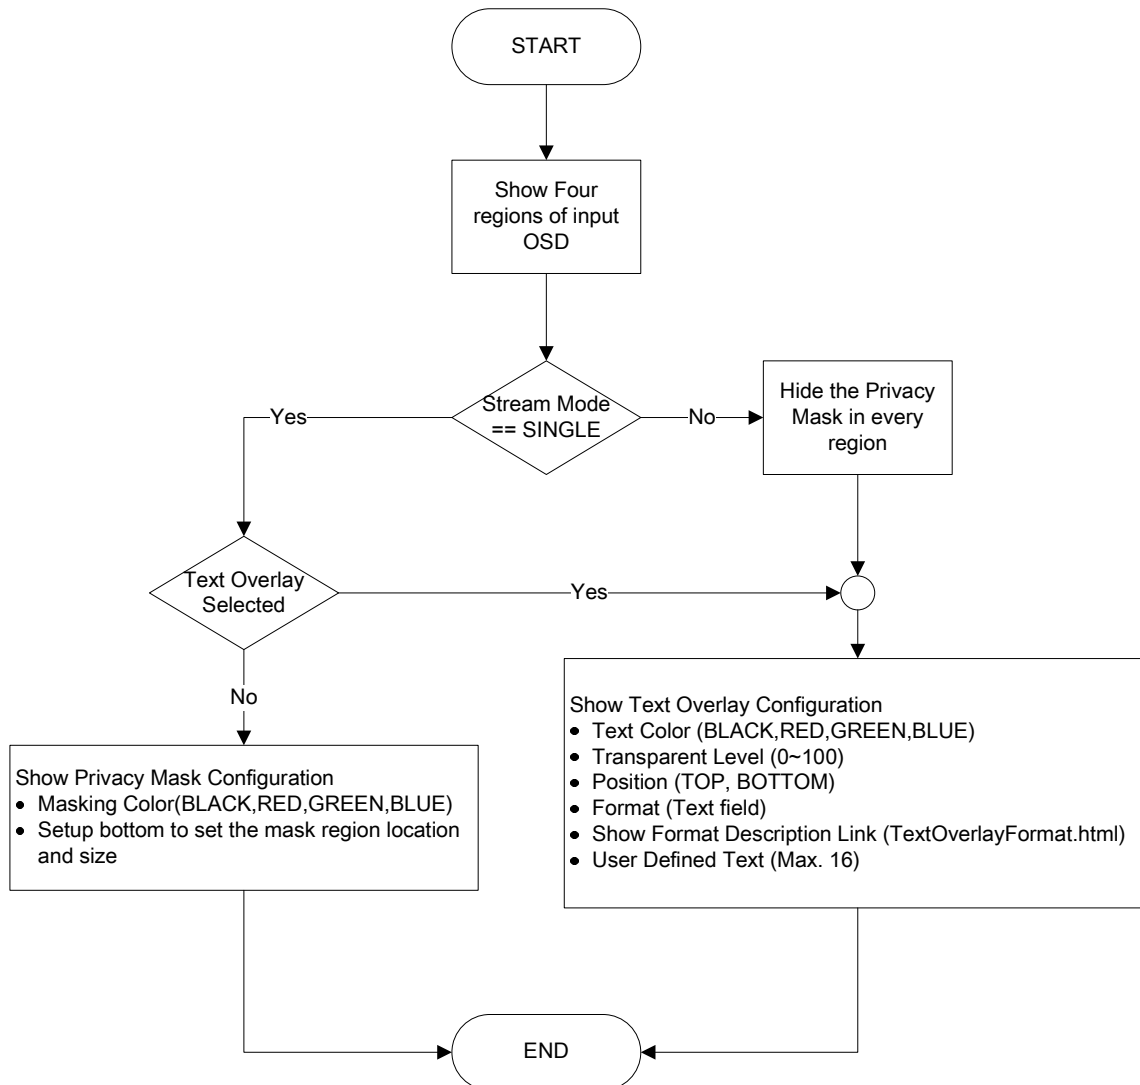 START
Show Four
regions of input
OSD
Stream Mode
== SINGLE
Yes
No
Hide the Privacy
Mask in every
region
Text Overlay
Selected
Yes
No
Show Privacy Mask Configuration
• Masking Color(BLACK,RED,GREEN,BLUE)
• Setup bottom to set the mask region location
and size
Show Text Overlay Configuration
• Text Color (BLACK,RED,GREEN,BLUE)
• Transparent Level (0~100)
• Position (TOP, BOTTOM)
• Format (Text field)
• Show Format Description Link (TextOverlayFormat.html)
• User Defined Text (Max. 16)
END